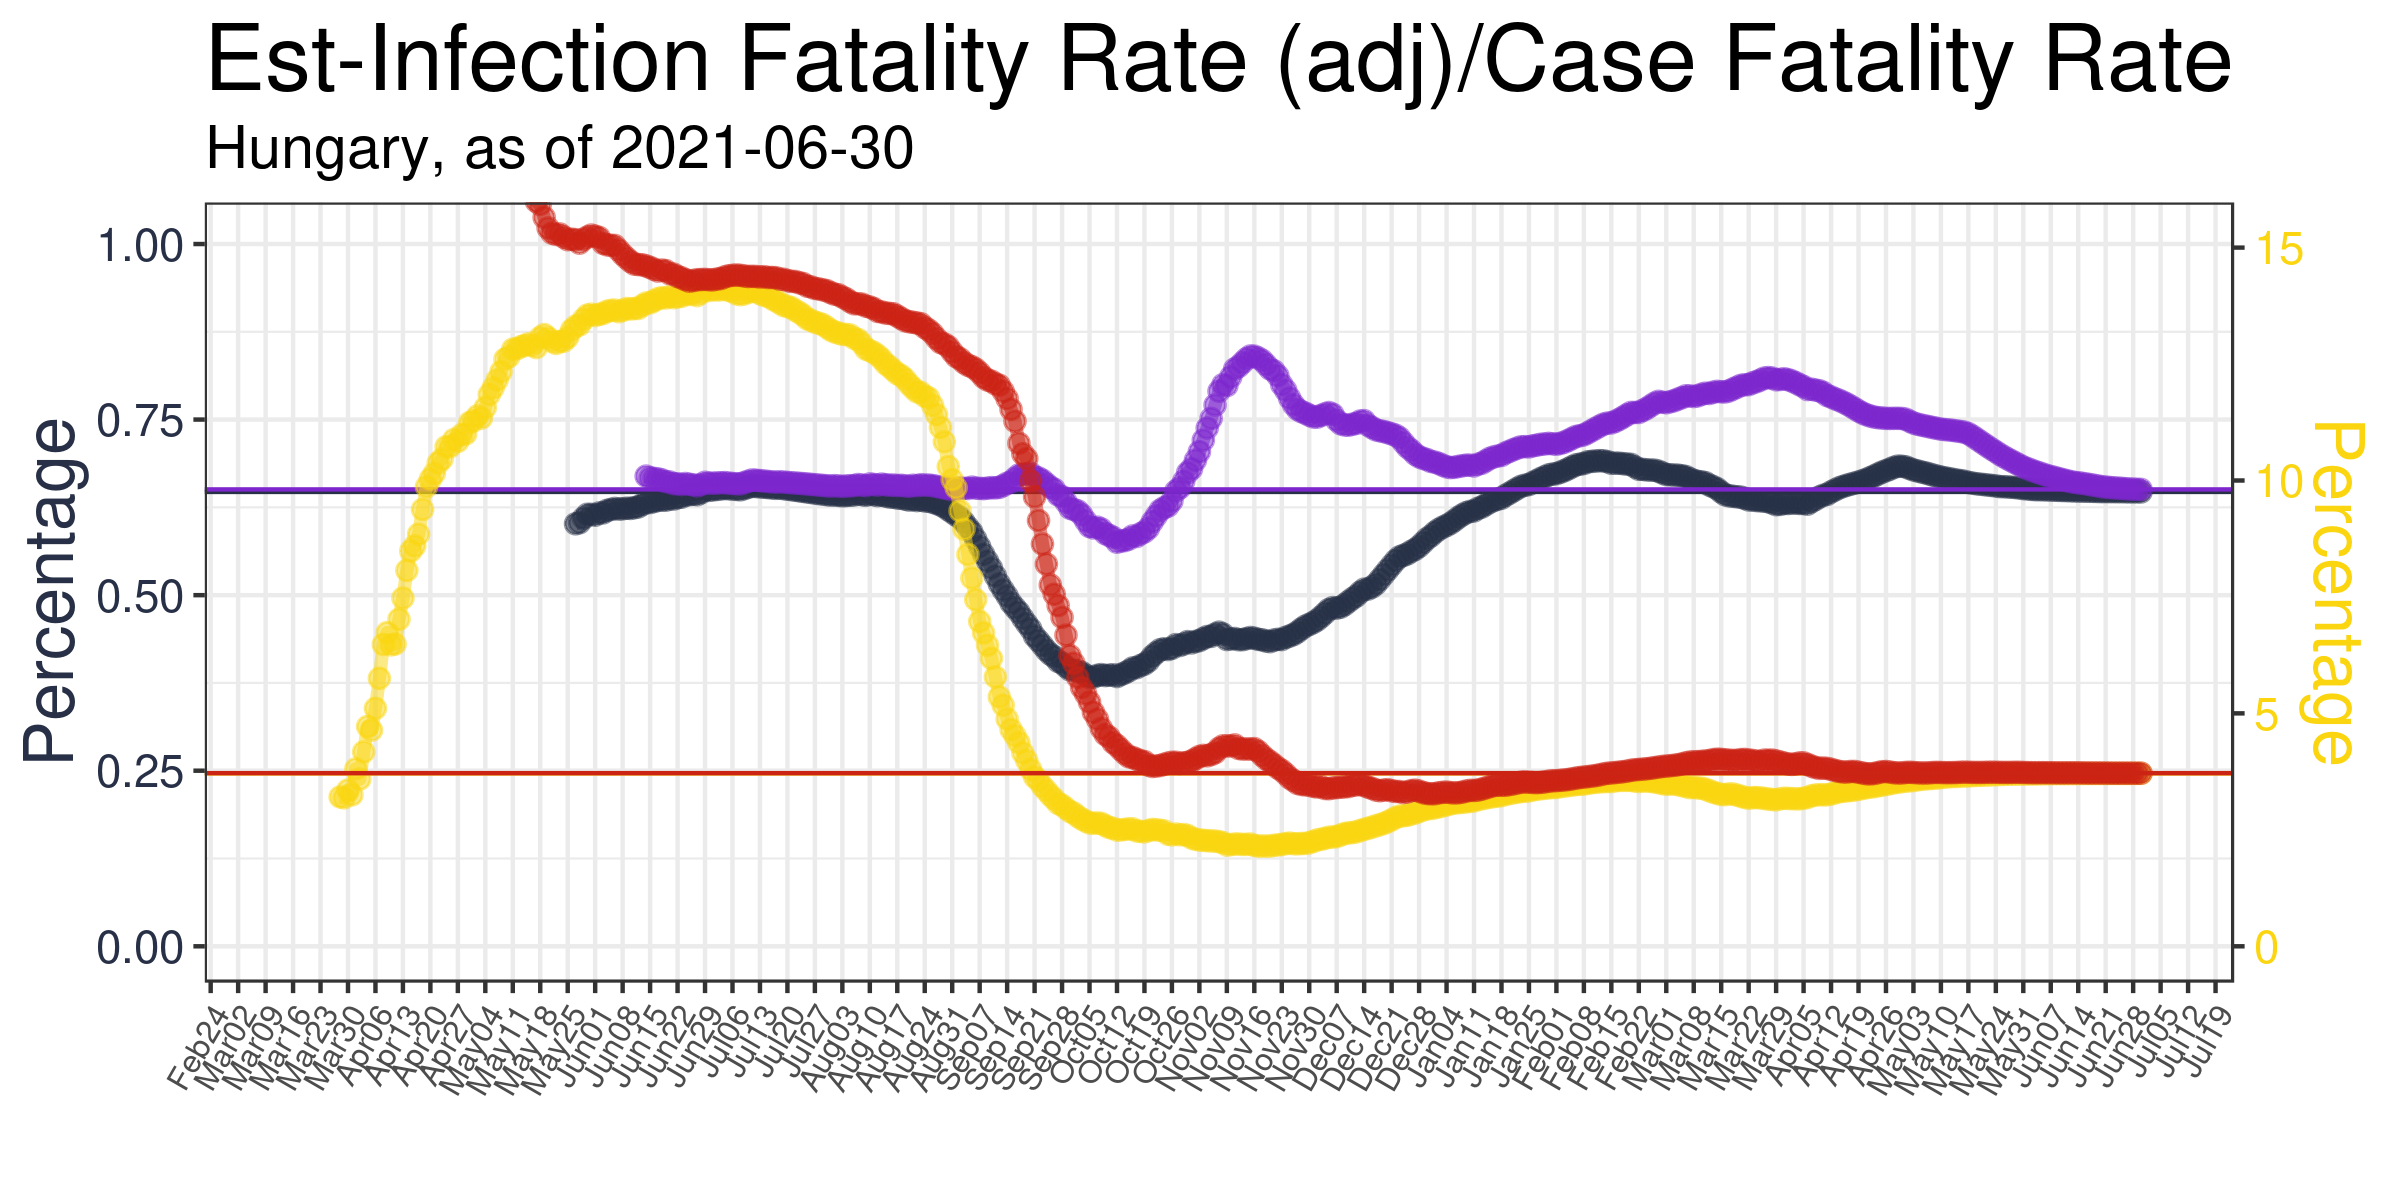 Est-Infection Fatality Rate (adj)/Case Fatality Rate
Hungary, as of 2021-06-30
Percentage
1.00
0.75
0.50
0.25
0.00
15
10
5
0
Percentage
Feb24
Mar02
Mar09
Mar16
Mar23
Mar30
Apr06
Apr13
Apr20
Apr27
May04
May11
May18
May25
Jun01
Jun08
Jun15
Jun22
Jun29
Jul06
Jul13
Jul20
Jul27
Aug03
Aug10
Aug17
Aug24
Aug31
Sep07
Sep14
Sep21
Sep28
Oct05
Oct12
Oct19
Oct26
Nov02
Nov09
Nov16
Nov23
Nov30
Dec07
Dec14
Dec21
Dec28
Jan04
Jan11
Jan18
Jan25
Feb01
Feb08
Feb15
Feb22
Mar01
Mar08
Mar15
Mar22
Mar29
Apr05
Apr12
Apr19
Apr26
May03
May10
May17
May24
May31
Jun07
Jun14
Jun21
Jun28
Jul05
Jul12
Jul19